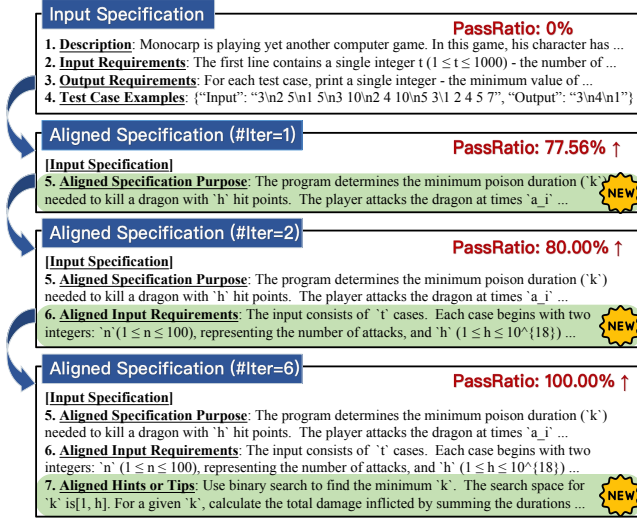 Input Specification
PassRatio: 0%
1. Description: Monocarp is playing yet another computer game. In this game, his character has ...
2. Input Requirements: The first line contains a single integer t (1 ≤ t ≤ 1000) - the number of ...
3. Output Requirements: For each test case, print a single integer - the minimum value of ...
4. Test Case Examples: {“Input”: “3\n2 5\n1 5\n3 10\n2 4 10\n5 3\1 2 4 5 7”, “Output”: “3\n4\n1”}
Aligned Specification (#Iter=1)
PassRatio: 77.56% ↑
[Input Specification]
5. Aligned Specification Purpose: The program determines the minimum poison duration (`k`)
needed to kill a dragon with `h` hit points. The player attacks the dragon at times `a_i` ...
NEW
Aligned Specification (#Iter=2)
PassRatio: 80.00% ↑
[Input Specification]
5. Aligned Specification Purpose: The program determines the minimum poison duration (`k`)
needed to kill a dragon with `h` hit points. The player attacks the dragon at times `a_i` ...
6. Aligned Input Requirements: The input consists of `t` cases. Each case begins with two
integers: `n`(1 ≤ n ≤ 100), representing the number of attacks, and `h` (1 ≤ h ≤ 10^{18}) ...
NEW
Aligned Specification (#Iter=6)
PassRatio: 100.00% ↑
[Input Specification]
5. Aligned Specification Purpose: The program determines the minimum poison duration (`k`)
needed to kill a dragon with `h` hit points. The player attacks the dragon at times `a_i` ...
6. Aligned Input Requirements: The input consists of `t` cases. Each case begins with two
integers: `n` (1 ≤ n ≤ 100), representing the number of attacks, and `h` (1 ≤ h ≤ 10^{18}) ...
7. Aligned Hints or Tips: Use binary search to find the minimum `k`. The search space for
`k` is[1, h]. For a given `k`, calculate the total damage inflicted by summing the durations ...
NEW